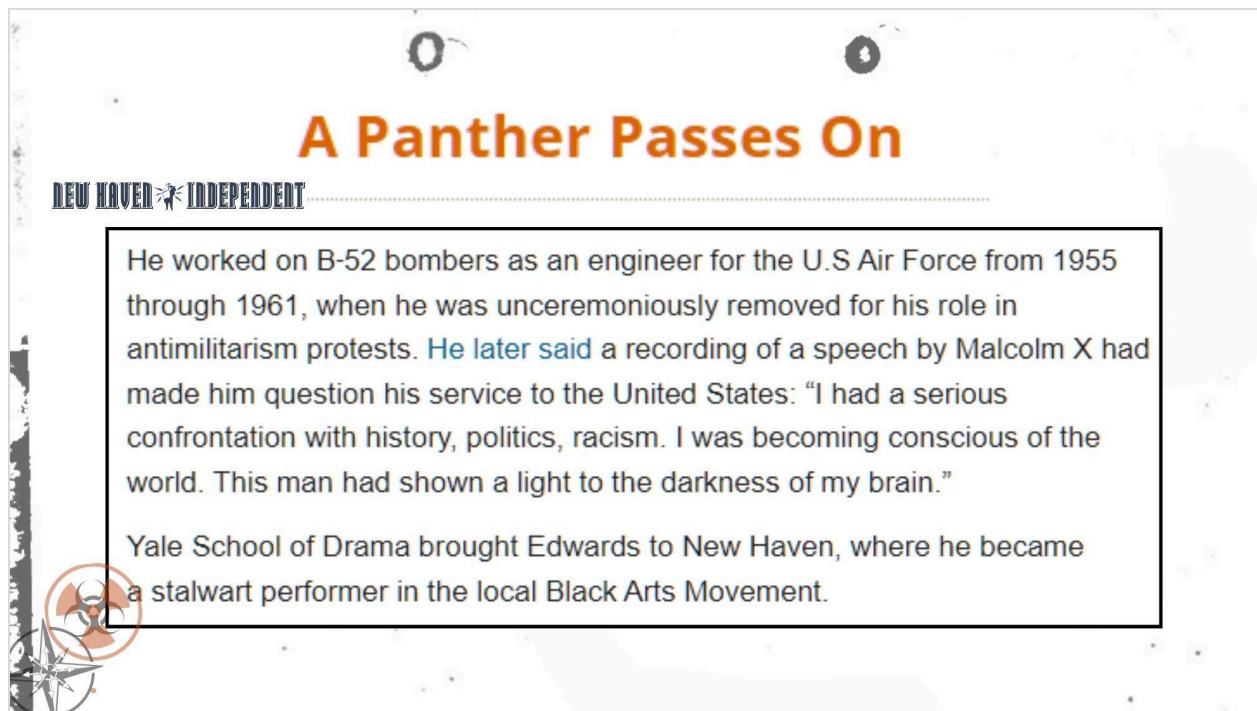 A Panther Passes On
NEW HAVEN INDEPENDENT
He worked on B-52 bombers as an engineer for the U.S Air Force from 1955
through 1961, when he was unceremoniously removed for his role in
antimilitarism protests. He later said a recording of a speech by Malcolm X had
made him question his service to the United States: “I had a serious
confrontation with history, politics, racism. I was becoming conscious of the
world. This man had shown a light to the darkness of my brain.”
Yale School of Drama brought Edwards to New Haven, where he became
a stalwart performer in the local Black Arts Movement.